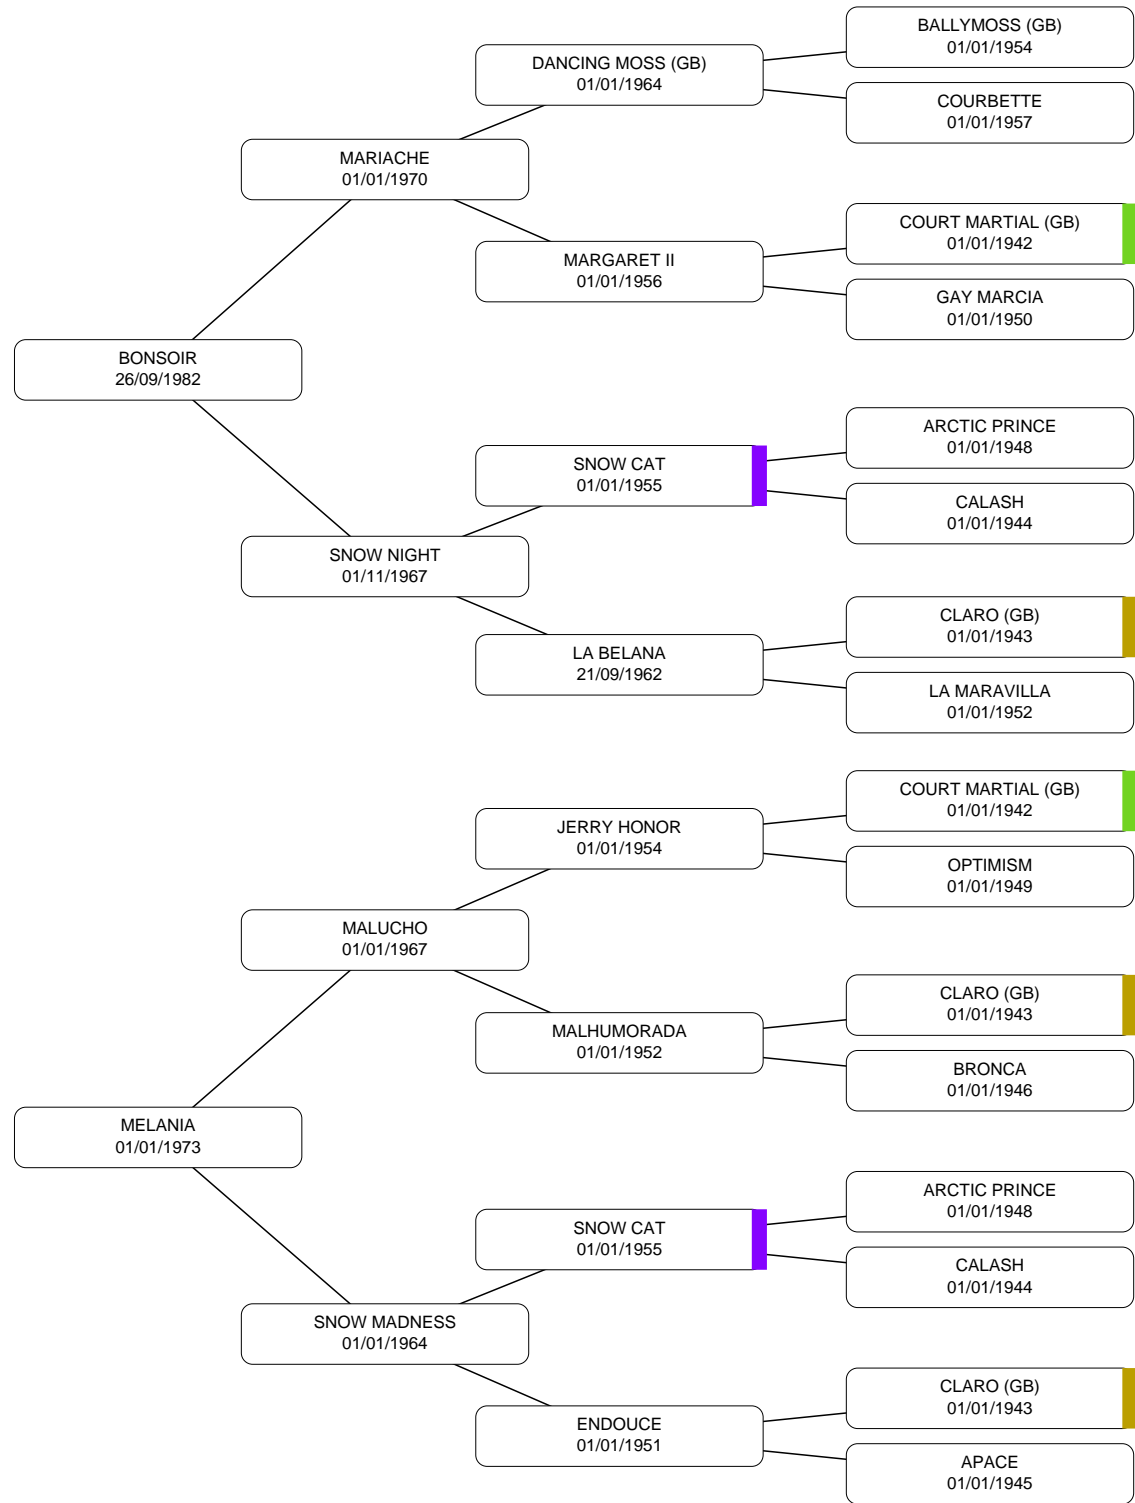 BALLYMOSS (GB)
01/01/1954
DANCING MOSS (GB)
01/01/1964
COURBETTE
01/01/1957
MARIACHE
01/01/1970
COURT MARTIAL (GB)
01/01/1942
MARGARET II
01/01/1956
GAY MARCIA
01/01/1950
BONSOIR
26/09/1982
ARCTIC PRINCE
01/01/1948
SNOW CAT
01/01/1955
CALASH
01/01/1944
SNOW NIGHT
01/11/1967
CLARO (GB)
01/01/1943
LA BELANA
21/09/1962
LA MARAVILLA
01/01/1952
COURT MARTIAL (GB)
01/01/1942
JERRY HONOR
01/01/1954
OPTIMISM
01/01/1949
MALUCHO
01/01/1967
CLARO (GB)
01/01/1943
MALHUMORADA
01/01/1952
BRONCA
01/01/1946
MELANIA
01/01/1973
ARCTIC PRINCE
01/01/1948
SNOW CAT
01/01/1955
CALASH
01/01/1944
SNOW MADNESS
01/01/1964
CLARO (GB)
01/01/1943
ENDOUCE
01/01/1951
APACE
01/01/1945